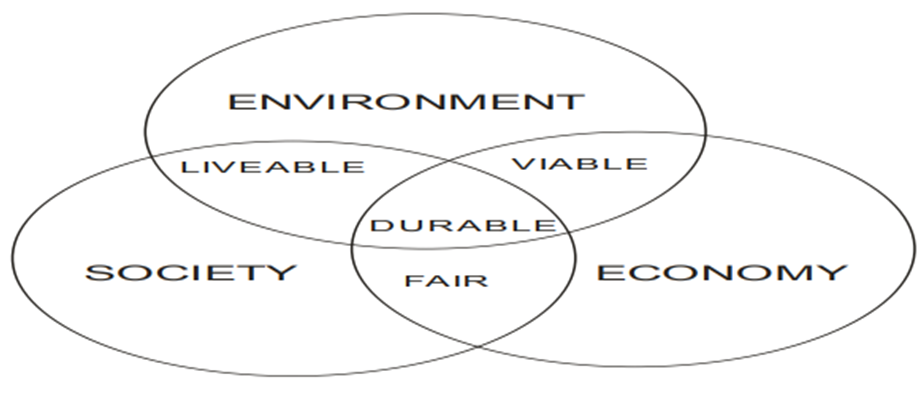 ENVIRONMENT
LIVEABLE
VIABLE
DURABLE
SOCIETY
FAIR
ECONOMY